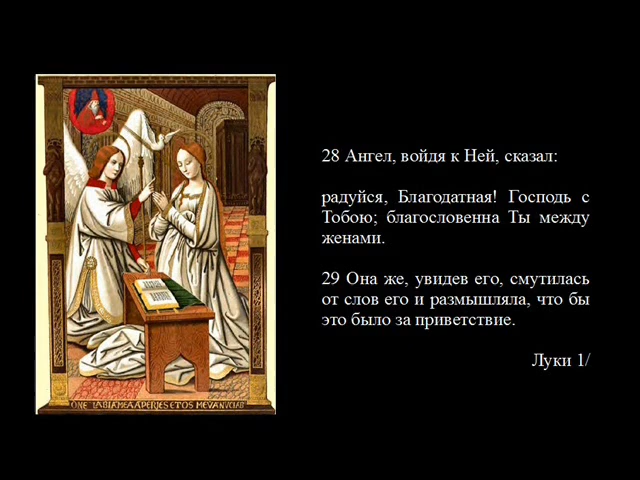 28 Ангел, войдя к Ней, сказал:
радуйся, Благодатная! Господь с
Тобою; благословенна Ты между
женами.
29 Она же, увидев его, смутилась
от слов его и размышляла, что бы
это было за приветствие.
Луки 1/